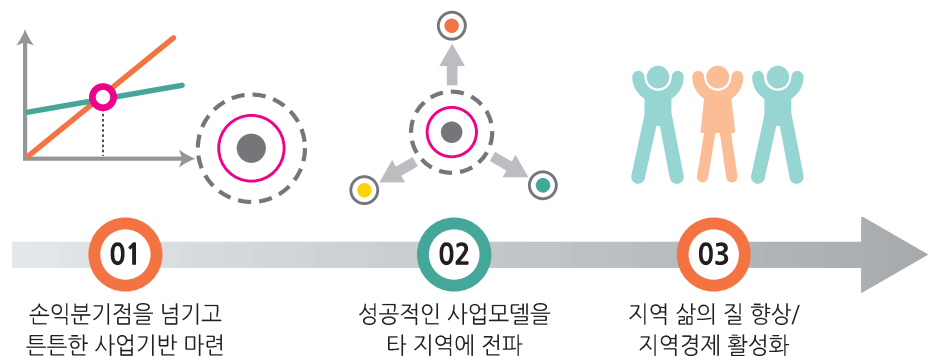 01
손익분기점을 넘기고
튼튼한 사업기반 마련
02
성공적인 사업모델을
타 지역에 전파
03
지역 삶의 질 향상/
지역경제 활성화